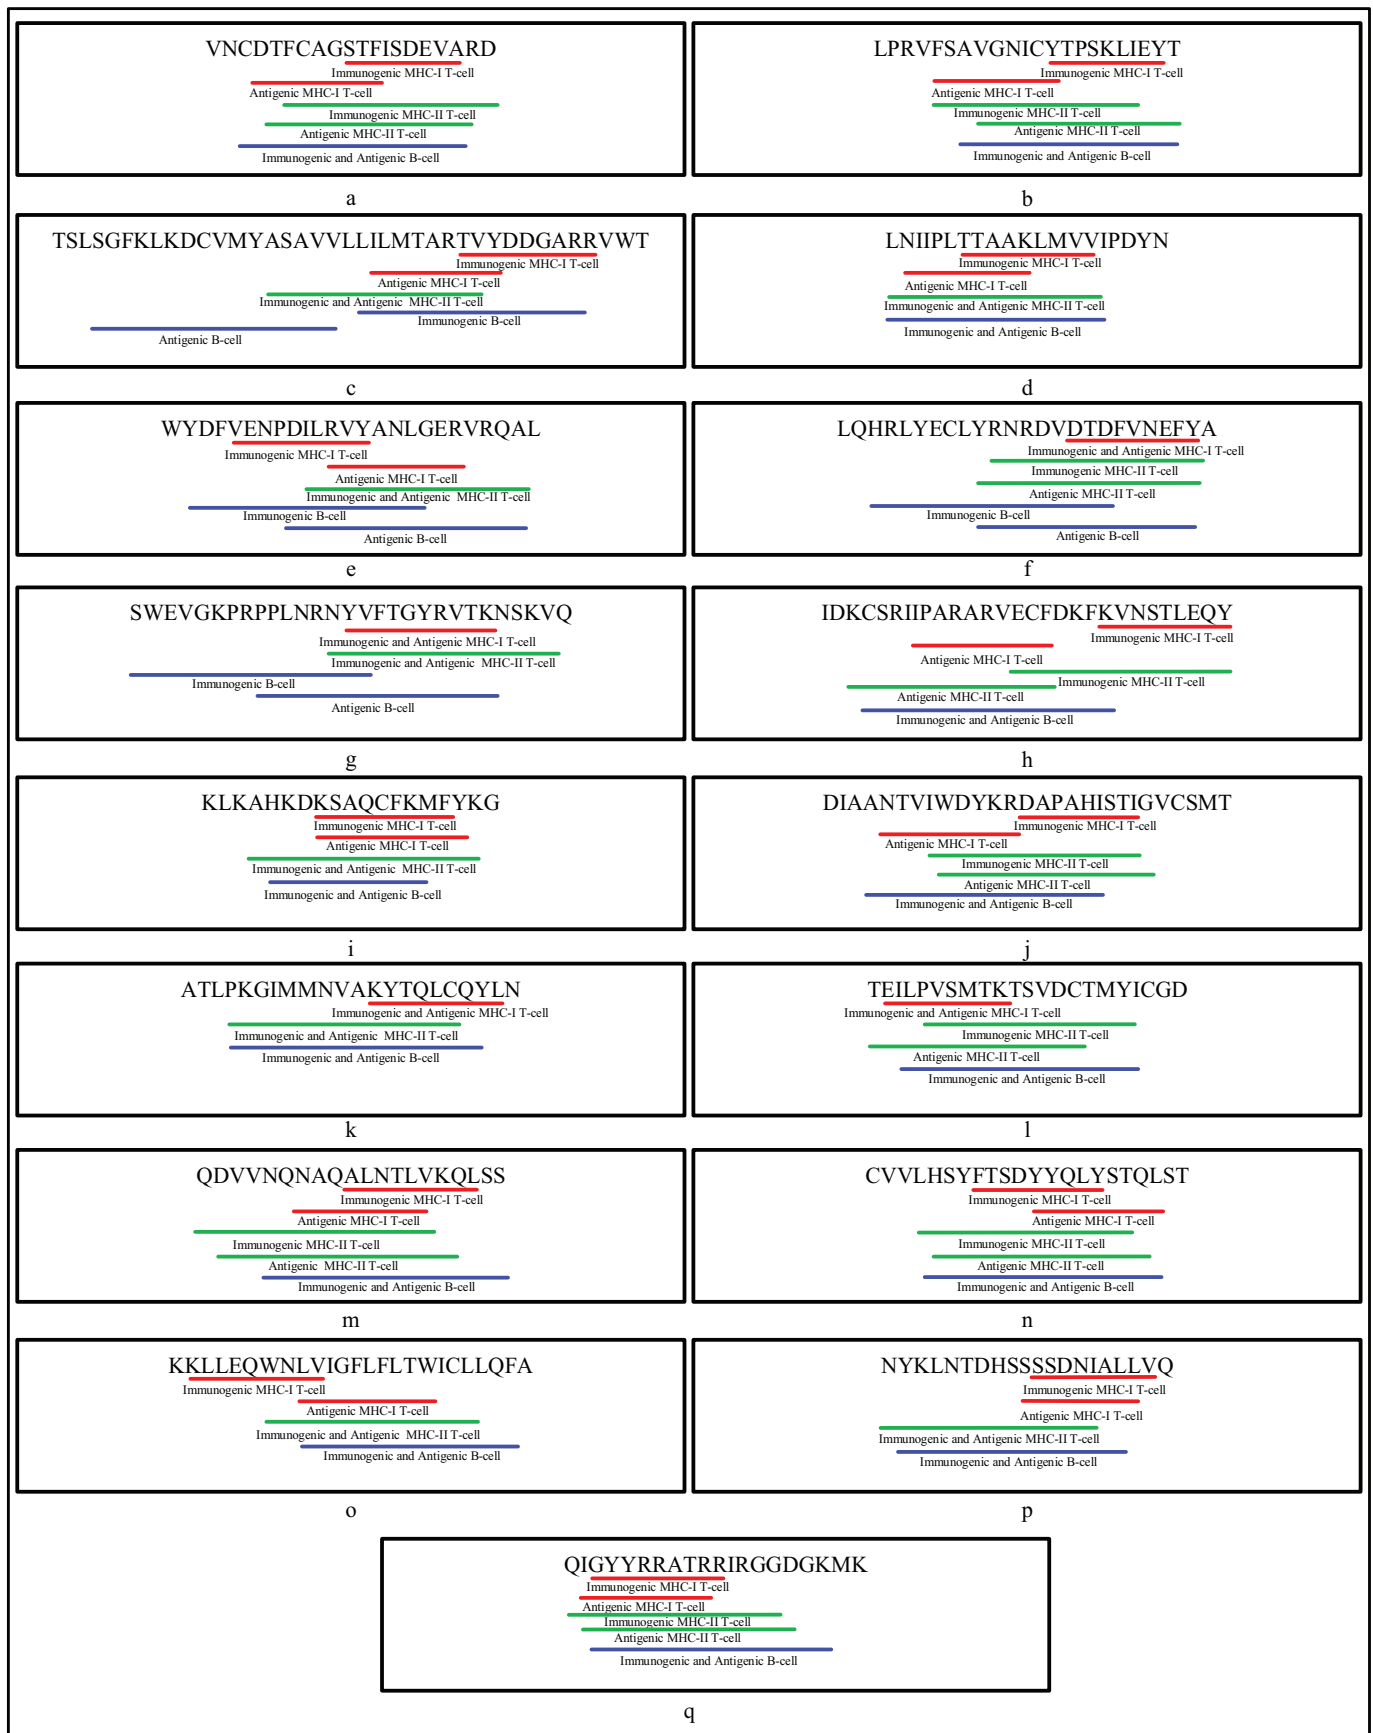 VNCDTFCAGSTFISDEVARD
Immunogenic MHC-I T-cell
Antigenic MHC-I T-cell
Immunogenic MHC-II T-cell
Antigenic MHC-II T-cell
Immunogenic and Antigenic B-cell
a
LPRVFSAVGNICYTPSKLIEYT
Immunogenic MHC-I T-cell
Antigenic MHC-I T-cell
Immunogenic MHC-II T-cell
Antigenic MHC-II T-cell
Immunogenic and Antigenic B-cell
b
TSLSGFKLKDCVMYASAVVLLILMTARTVYDDGARRVWT
Immunogenic MHC-I T-cell
Antigenic MHC-I T-cell
Immunogenic and Antigenic MHC-II T-cell
Immunogenic B-cell
Antigenic B-cell
c
LNIIPLTTAAKLMVVIPDYN
Immunogenic MHC-I T-cell
Antigenic MHC-I T-cell
Immunogenic and Antigenic MHC-II T-cell
Immunogenic and Antigenic B-cell
d
WYDFVENPDILRVYANLGERVRQAL
Immunogenic MHC-I T-cell
Antigenic MHC-I T-cell
Immunogenic and Antigenic MHC-II T-cell
Immunogenic B-cell
Antigenic B-cell
e
LQHRLYECLYRNRDVDTDFVNEFYA
Immunogenic and Antigenic MHC-I T-cell
Immunogenic MHC-II T-cell
Antigenic MHC-II T-cell
Immunogenic B-cell
Antigenic B-cell
f
SWEVGKPRPPLNRNYVFTGYRVTKNSKVQ
Immunogenic and Antigenic MHC-I T-cell
Immunogenic and Antigenic MHC-II T-cell
Immunogenic B-cell
Antigenic B-cell
g
IDKCSRIIPARARVECFDKFKVNSTLEQY
Immunogenic MHC-I T-cell
Antigenic MHC-I T-cell
Immunogenic MHC-II T-cell
Antigenic MHC-II T-cell
Immunogenic and Antigenic B-cell
h
KLKAHKDKSAQCFKMFYKG
Immunogenic MHC-I T-cell
Antigenic MHC-I T-cell
Immunogenic and Antigenic MHC-II T-cell
Immunogenic and Antigenic B-cell
i
DIAANTVIWDYKRDAPAHISTIGVCSMT
Immunogenic MHC-I T-cell
Antigenic MHC-I T-cell
Immunogenic MHC-II T-cell
Antigenic MHC-II T-cell
Immunogenic and Antigenic B-cell
j
ATLPKGIMMNVAKYTQLCQYLN
Immunogenic and Antigenic MHC-I T-cell
Immunogenic and Antigenic MHC-II T-cell
Immunogenic and Antigenic B-cell
k
TEILPVSMTKTSVDCTMYICGD
Immunogenic and Antigenic MHC-I T-cell
Immunogenic MHC-II T-cell
Antigenic MHC-II T-cell
Immunogenic and Antigenic B-cell
l
QDVVNQNAQALNTLVKQLSS
Immunogenic MHC-I T-cell
Antigenic MHC-I T-cell
Immunogenic MHC-II T-cell
Antigenic MHC-II T-cell
Immunogenic and Antigenic B-cell
m
CVVLHSYFTSDYYQLYSTQLST
Immunogenic MHC-I T-cell
Antigenic MHC-I T-cell
Immunogenic MHC-II T-cell
Antigenic MHC-II T-cell
Immunogenic and Antigenic B-cell
n
KKLLEQWNLVIGFLFLTWICLLQFA
Immunogenic MHC-I T-cell
Antigenic MHC-I T-cell
Immunogenic and Antigenic MHC-II T-cell
Immunogenic and Antigenic B-cell
o
NYKLNTDHSSSSDNIALLVQ
Immunogenic MHC-I T-cell
Antigenic MHC-I T-cell
Immunogenic and Antigenic MHC-II T-cell
Immunogenic and Antigenic B-cell
p
QIGYYRRATRRIRGGDGKMK
Immunogenic MHC-I T-cell
Antigenic MHC-I T-cell
Immunogenic MHC-II T-cell
Antigenic MHC-II T-cell
Immunogenic and Antigenic B-cell
q